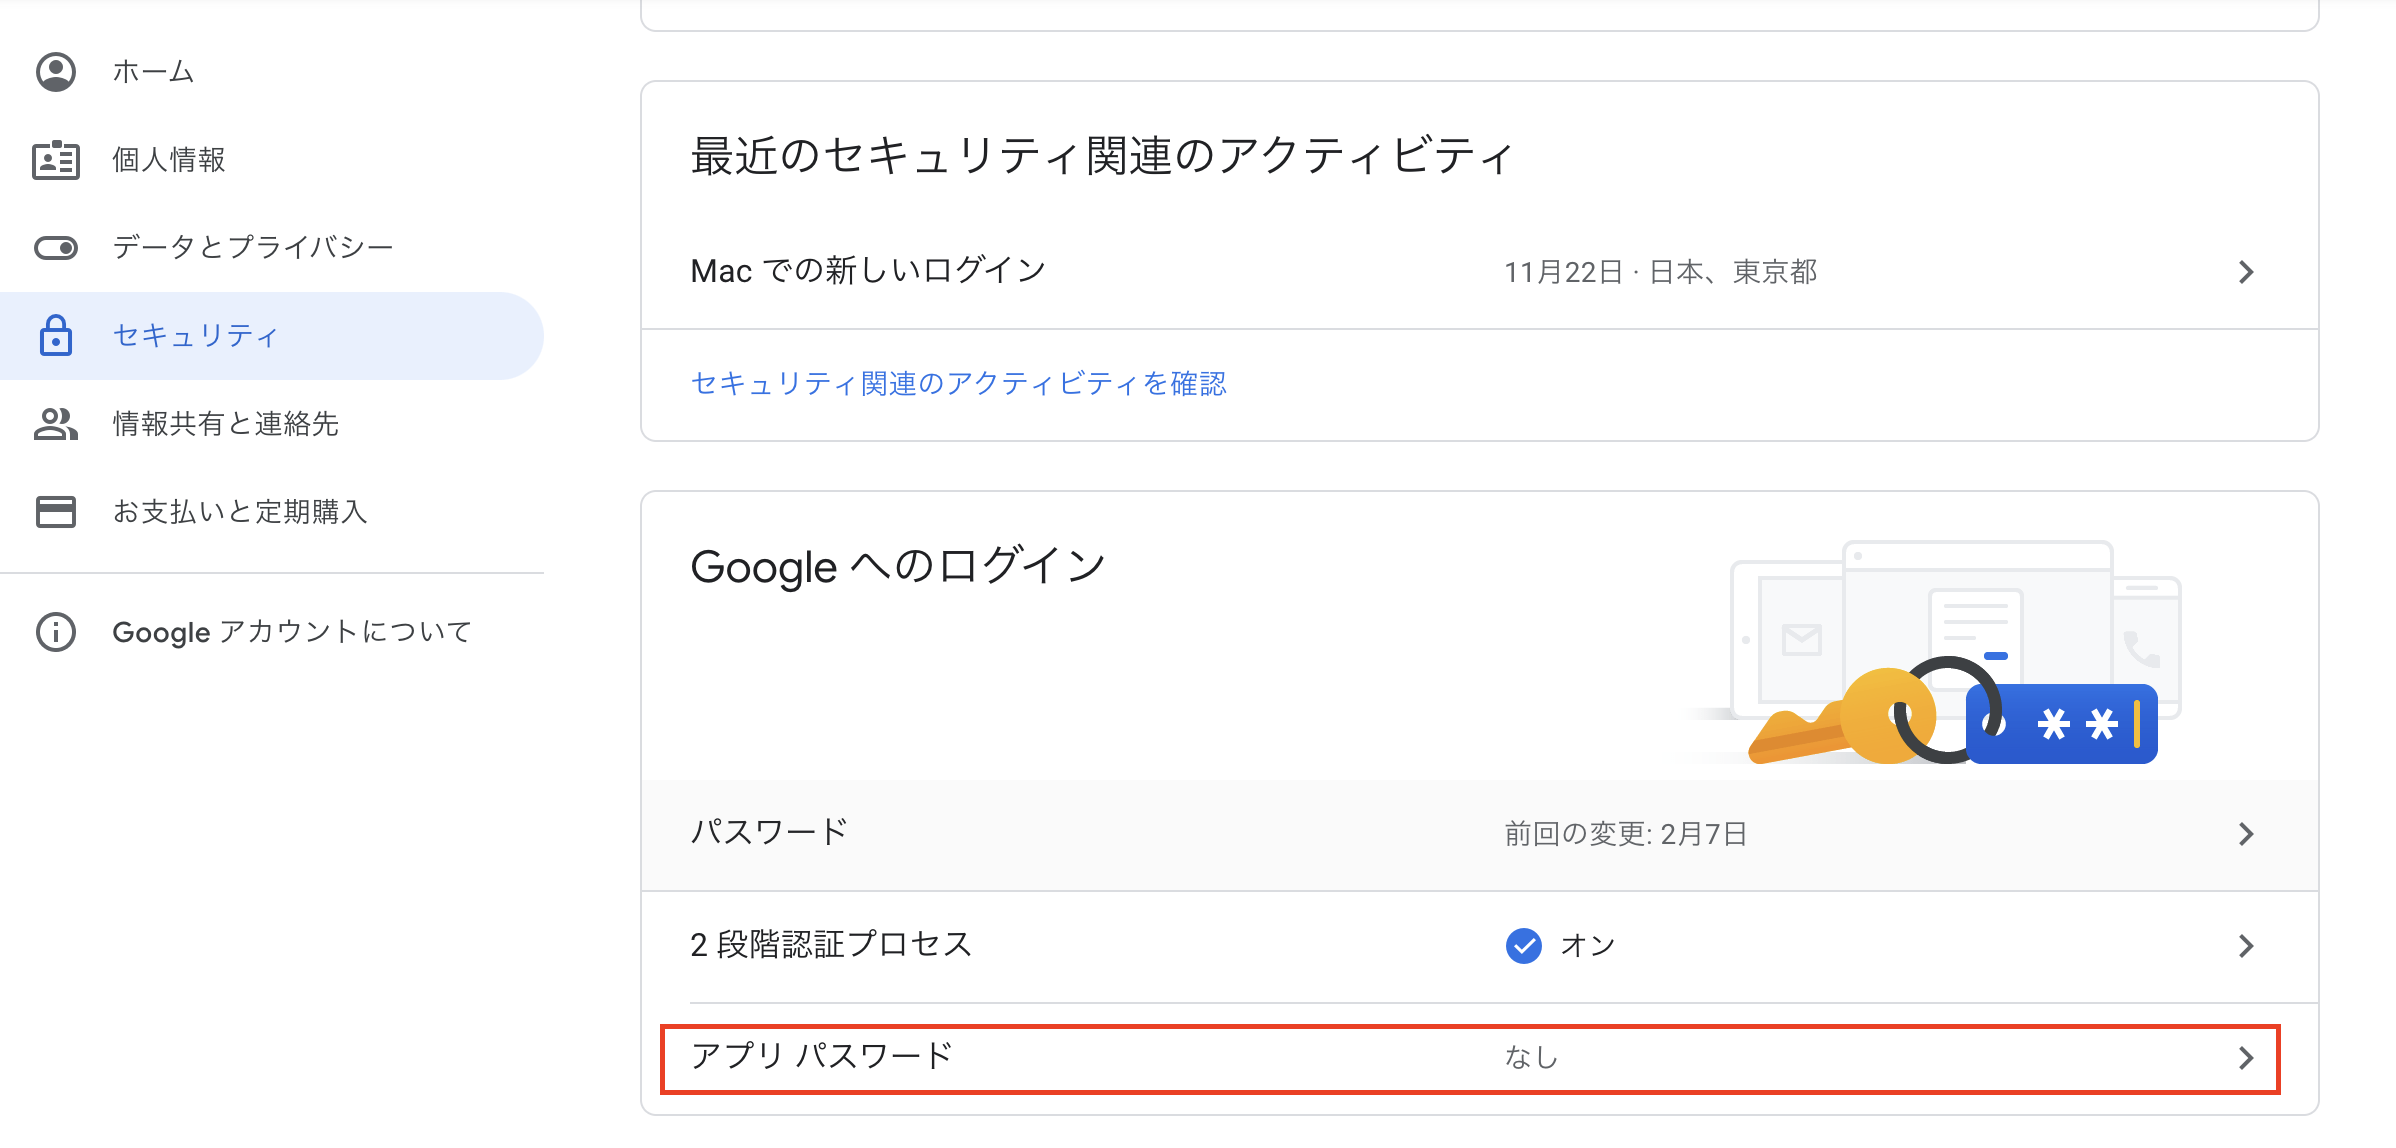 ホーム
個人情報
データとプライバシー
セキュリティ
情報共有と連絡先
お支払いと定期購入
Google アカウントについて
最近のセキュリティ関連のアクティビティ
Mac での新しいログイン 11月22日 · 日本、東京都
セキュリティ関連のアクティビティを確認
Google へのログイン
**
パスワード 前回の変更: 2月7日
2 段階認証プロセス オン
アプリ パスワード なし